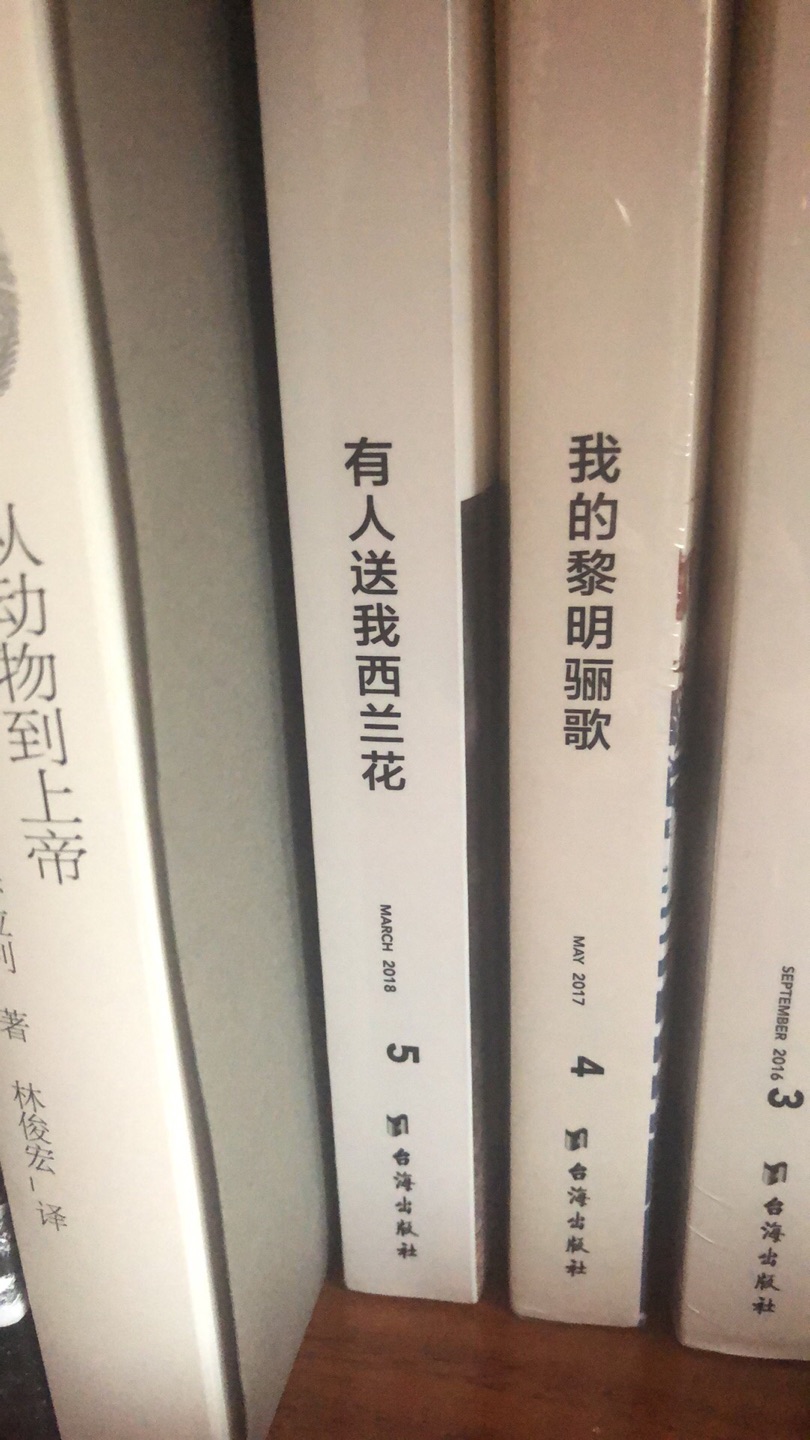 从动物到上帝
著 林俊宏 译
有人送我西兰花
MARCH 2018
5
台海出版社
我的黎明骊歌
MAY 2017
4
台海出版社
SEPTEMBER 2016
3
台海出版社